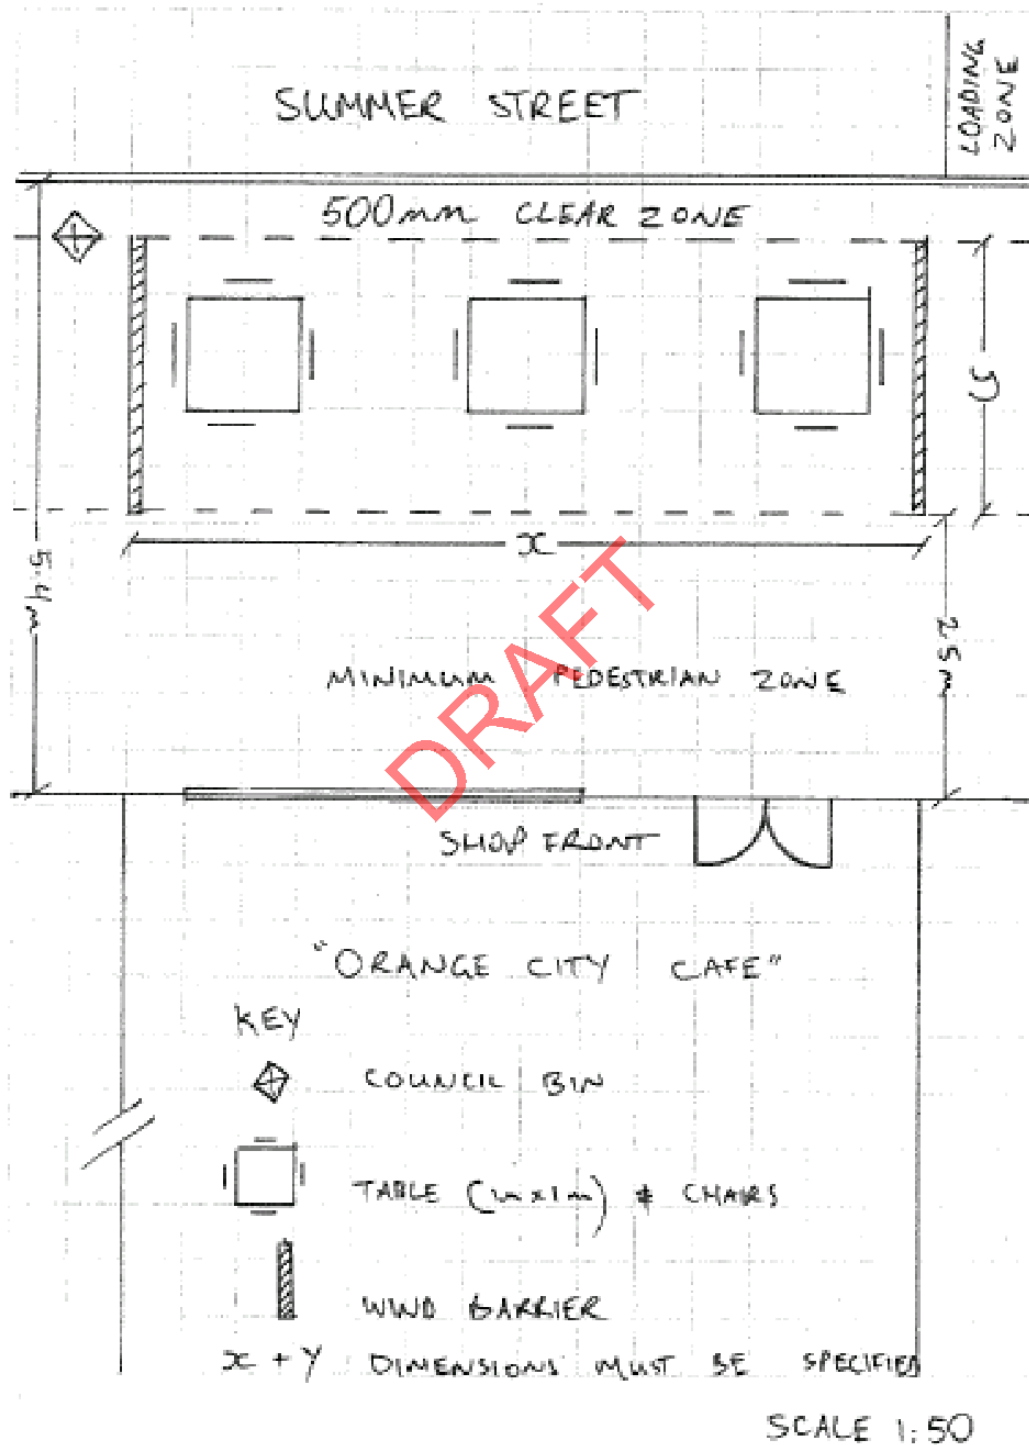 LOADING
ZONE
SUMMER STREET
500mm CLEAR ZONE
y
x
5.4m
2.5m
DRAFT
MINIMUM PEDESTRIAN ZONE
SHOP FRONT
"ORANGE CITY CAFE"
KEY
COUNCIL BIN
TABLE (1m x 1m) & CHAIRS
WIND BARRIER
x + y DIMENSIONS MUST BE SPECIFIED
SCALE 1:50